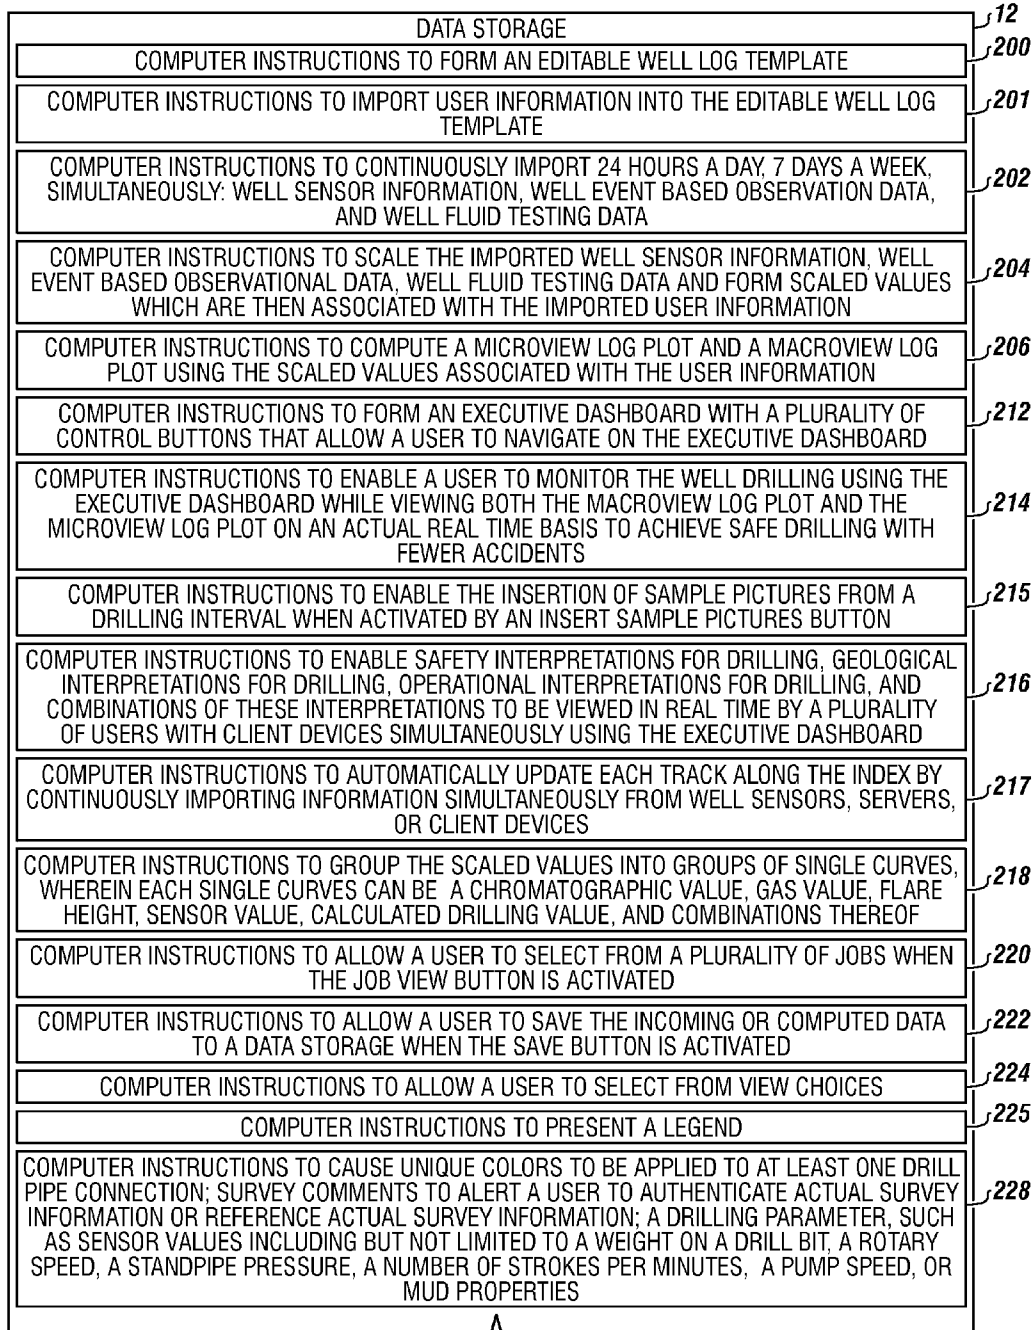 DATA STORAGE
12
COMPUTER INSTRUCTIONS TO FORM AN EDITABLE WELL LOG TEMPLATE
200
COMPUTER INSTRUCTIONS TO IMPORT USER INFORMATION INTO THE EDITABLE WELL LOG
TEMPLATE
201
COMPUTER INSTRUCTIONS TO CONTINUOUSLY IMPORT 24 HOURS A DAY, 7 DAYS A WEEK,
SIMULTANEOUSLY: WELL SENSOR INFORMATION, WELL EVENT BASED OBSERVATION DATA,
AND WELL FLUID TESTING DATA
202
COMPUTER INSTRUCTIONS TO SCALE THE IMPORTED WELL SENSOR INFORMATION, WELL
EVENT BASED OBSERVATIONAL DATA, WELL FLUID TESTING DATA AND FORM SCALED VALUES
WHICH ARE THEN ASSOCIATED WITH THE IMPORTED USER INFORMATION
204
COMPUTER INSTRUCTIONS TO COMPUTE A MICROVIEW LOG PLOT AND A MACROVIEW LOG
PLOT USING THE SCALED VALUES ASSOCIATED WITH THE USER INFORMATION
206
COMPUTER INSTRUCTIONS TO FORM AN EXECUTIVE DASHBOARD WITH A PLURALITY OF
CONTROL BUTTONS THAT ALLOW A USER TO NAVIGATE ON THE EXECUTIVE DASHBOARD
212
COMPUTER INSTRUCTIONS TO ENABLE A USER TO MONITOR THE WELL DRILLING USING THE
EXECUTIVE DASHBOARD WHILE VIEWING BOTH THE MACROVIEW LOG PLOT AND THE
MICROVIEW LOG PLOT ON AN ACTUAL REAL TIME BASIS TO ACHIEVE SAFE DRILLING WITH
FEWER ACCIDENTS
214
COMPUTER INSTRUCTIONS TO ENABLE THE INSERTION OF SAMPLE PICTURES FROM A
DRILLING INTERVAL WHEN ACTIVATED BY AN INSERT SAMPLE PICTURES BUTTON
215
COMPUTER INSTRUCTIONS TO ENABLE SAFETY INTERPRETATIONS FOR DRILLING, GEOLOGICAL
INTERPRETATIONS FOR DRILLING, OPERATIONAL INTERPRETATIONS FOR DRILLING, AND
COMBINATIONS OF THESE INTERPRETATIONS TO BE VIEWED IN REAL TIME BY A PLURALITY
OF USERS WITH CLIENT DEVICES SIMULTANEOUSLY USING THE EXECUTIVE DASHBOARD
216
COMPUTER INSTRUCTIONS TO AUTOMATICALLY UPDATE EACH TRACK ALONG THE INDEX BY
CONTINUOUSLY IMPORTING INFORMATION SIMULTANEOUSLY FROM WELL SENSORS, SERVERS,
OR CLIENT DEVICES
217
COMPUTER INSTRUCTIONS TO GROUP THE SCALED VALUES INTO GROUPS OF SINGLE CURVES,
WHEREIN EACH SINGLE CURVES CAN BE A CHROMATOGRAPHIC VALUE, GAS VALUE, FLARE
HEIGHT, SENSOR VALUE, CALCULATED DRILLING VALUE, AND COMBINATIONS THEREOF
218
COMPUTER INSTRUCTIONS TO ALLOW A USER TO SELECT FROM A PLURALITY OF JOBS WHEN
THE JOB VIEW BUTTON IS ACTIVATED
220
COMPUTER INSTRUCTIONS TO ALLOW A USER TO SAVE THE INCOMING OR COMPUTED DATA
TO A DATA STORAGE WHEN THE SAVE BUTTON IS ACTIVATED
222
COMPUTER INSTRUCTIONS TO ALLOW A USER TO SELECT FROM VIEW CHOICES
224
COMPUTER INSTRUCTIONS TO PRESENT A LEGEND
225
COMPUTER INSTRUCTIONS TO CAUSE UNIQUE COLORS TO BE APPLIED TO AT LEAST ONE DRILL
PIPE CONNECTION; SURVEY COMMENTS TO ALERT A USER TO AUTHENTICATE ACTUAL SURVEY
INFORMATION OR REFERENCE ACTUAL SURVEY INFORMATION; A DRILLING PARAMETER, SUCH
AS SENSOR VALUES INCLUDING BUT NOT LIMITED TO A WEIGHT ON A DRILL BIT, A ROTARY
SPEED, A STANDPIPE PRESSURE, A NUMBER OF STROKES PER MINUTES, A PUMP SPEED, OR
MUD PROPERTIES
228